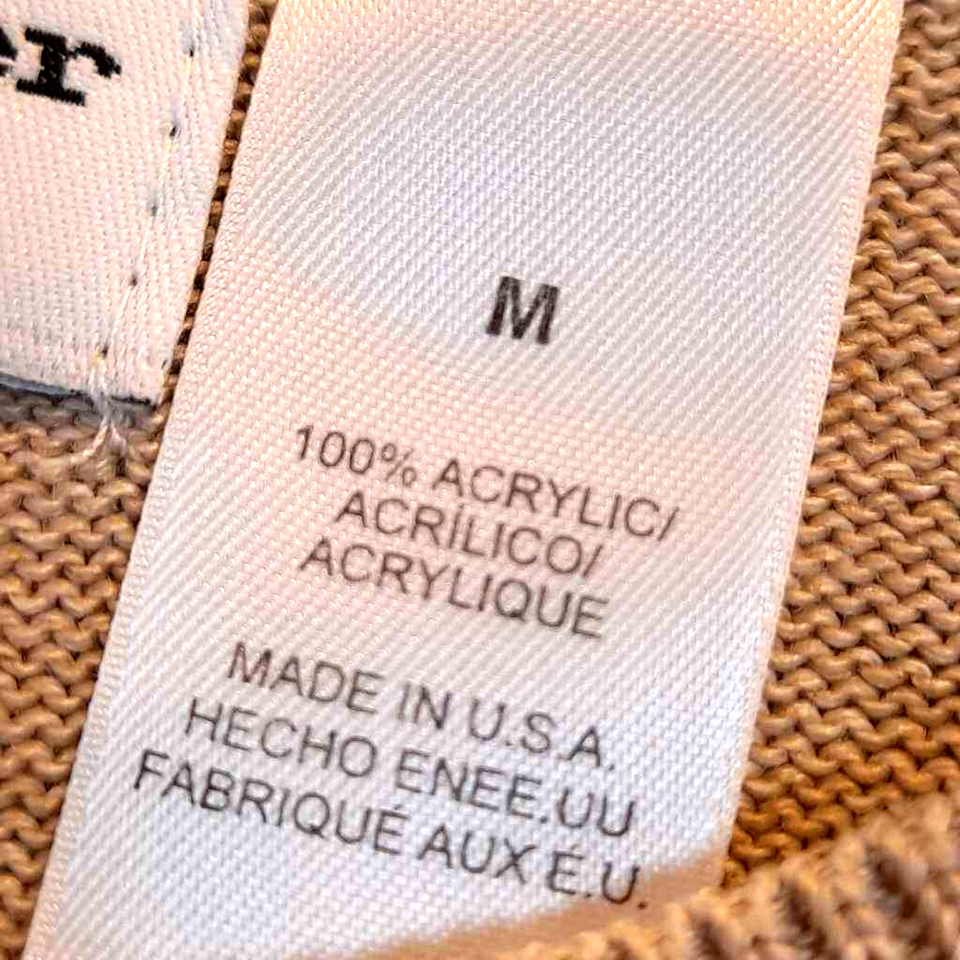 M
100% ACRYLIC/
ACRÍLICO/
ACRYLIQUE
MADE IN U.S.A.
HECHO ENEE.UU
FABRIQUÉ AUX É.U.